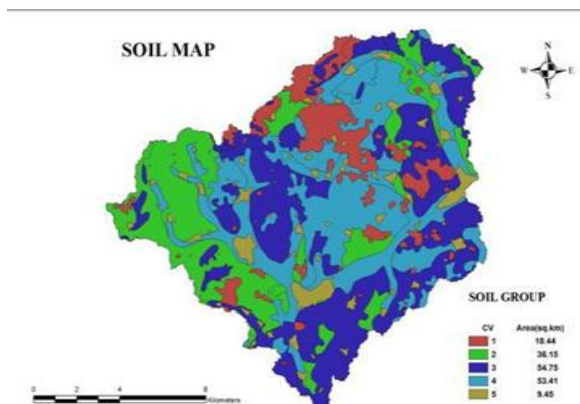 SOIL MAP
N
W E
S
SOIL GROUP
CV Area(sq.km)
1 18.44
2 36.15
3 54.75
4 53.41
5 9.45
0 2 4 8
Kilometers